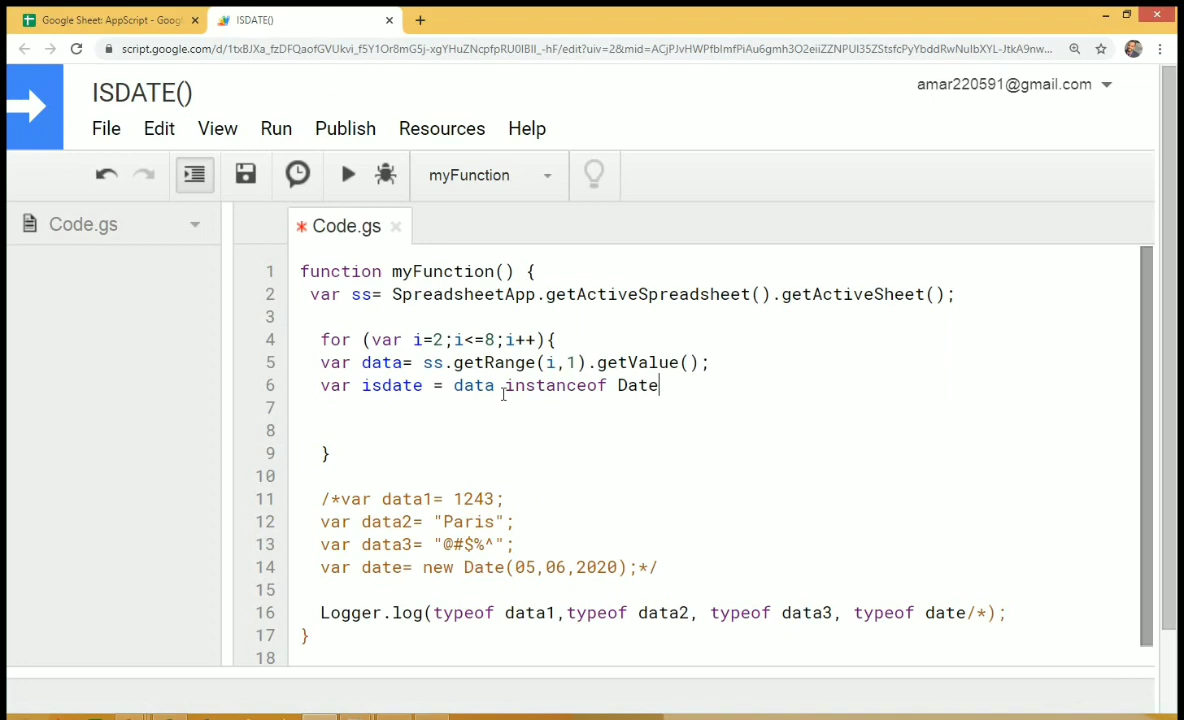 Google Sheet: AppScript - Goog
ISDATE()
script.google.com/d/1txBJXa_fzDFQaofGVUkvi_f5Y1Or8mG5j-xgYHuZNcpfpRU0IBII_-hF/edit?uiv=2&mid=ACjPJvHWPfbImfPiAu6gmh3O2eiiZZNPUI35ZStsfcPyYbddRwNuIbXYL-JtkA9nw...
ISDATE()
amar220591@gmail.com
File Edit View Run Publish Resources Help
myFunction
Code.gs
* Code.gs
1 function myFunction() {
2 var ss= SpreadsheetApp.getActiveSpreadsheet().getActiveSheet();
3
4 for (var i=2;i<=8;i++){
5 var data= ss.getRange(i,1).getValue();
6 var isdate = data instanceof Date
7
8
9 }
10
11 /*var data1= 1243;
12 var data2= "Paris";
13 var data3= "@#$%^";
14 var date= new Date(05,06,2020);*/
15
16 Logger.log(typeof data1,typeof data2, typeof data3, typeof date/*);
17 }
18